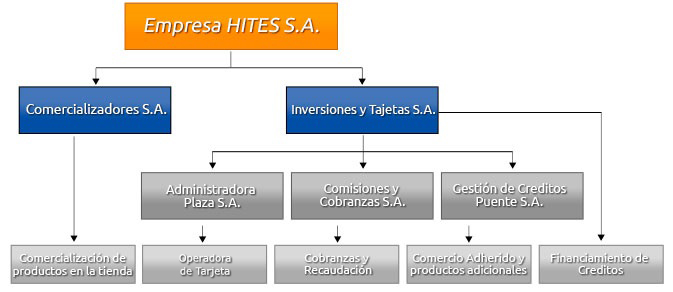 Empresa HITES S.A.
Comercializadores S.A.
Inversiones y Tajetas S.A.
Administradora
Plaza S.A.
Comisiones y
Cobranzas S.A.
Gestión de Creditos
Puente S.A.
Comercialización de
productos en la tienda
Operadora
de Tarjeta
Cobranzas y
Recaudación
Comercio Adherido y
productos adicionales
Financiamiento de
Creditos